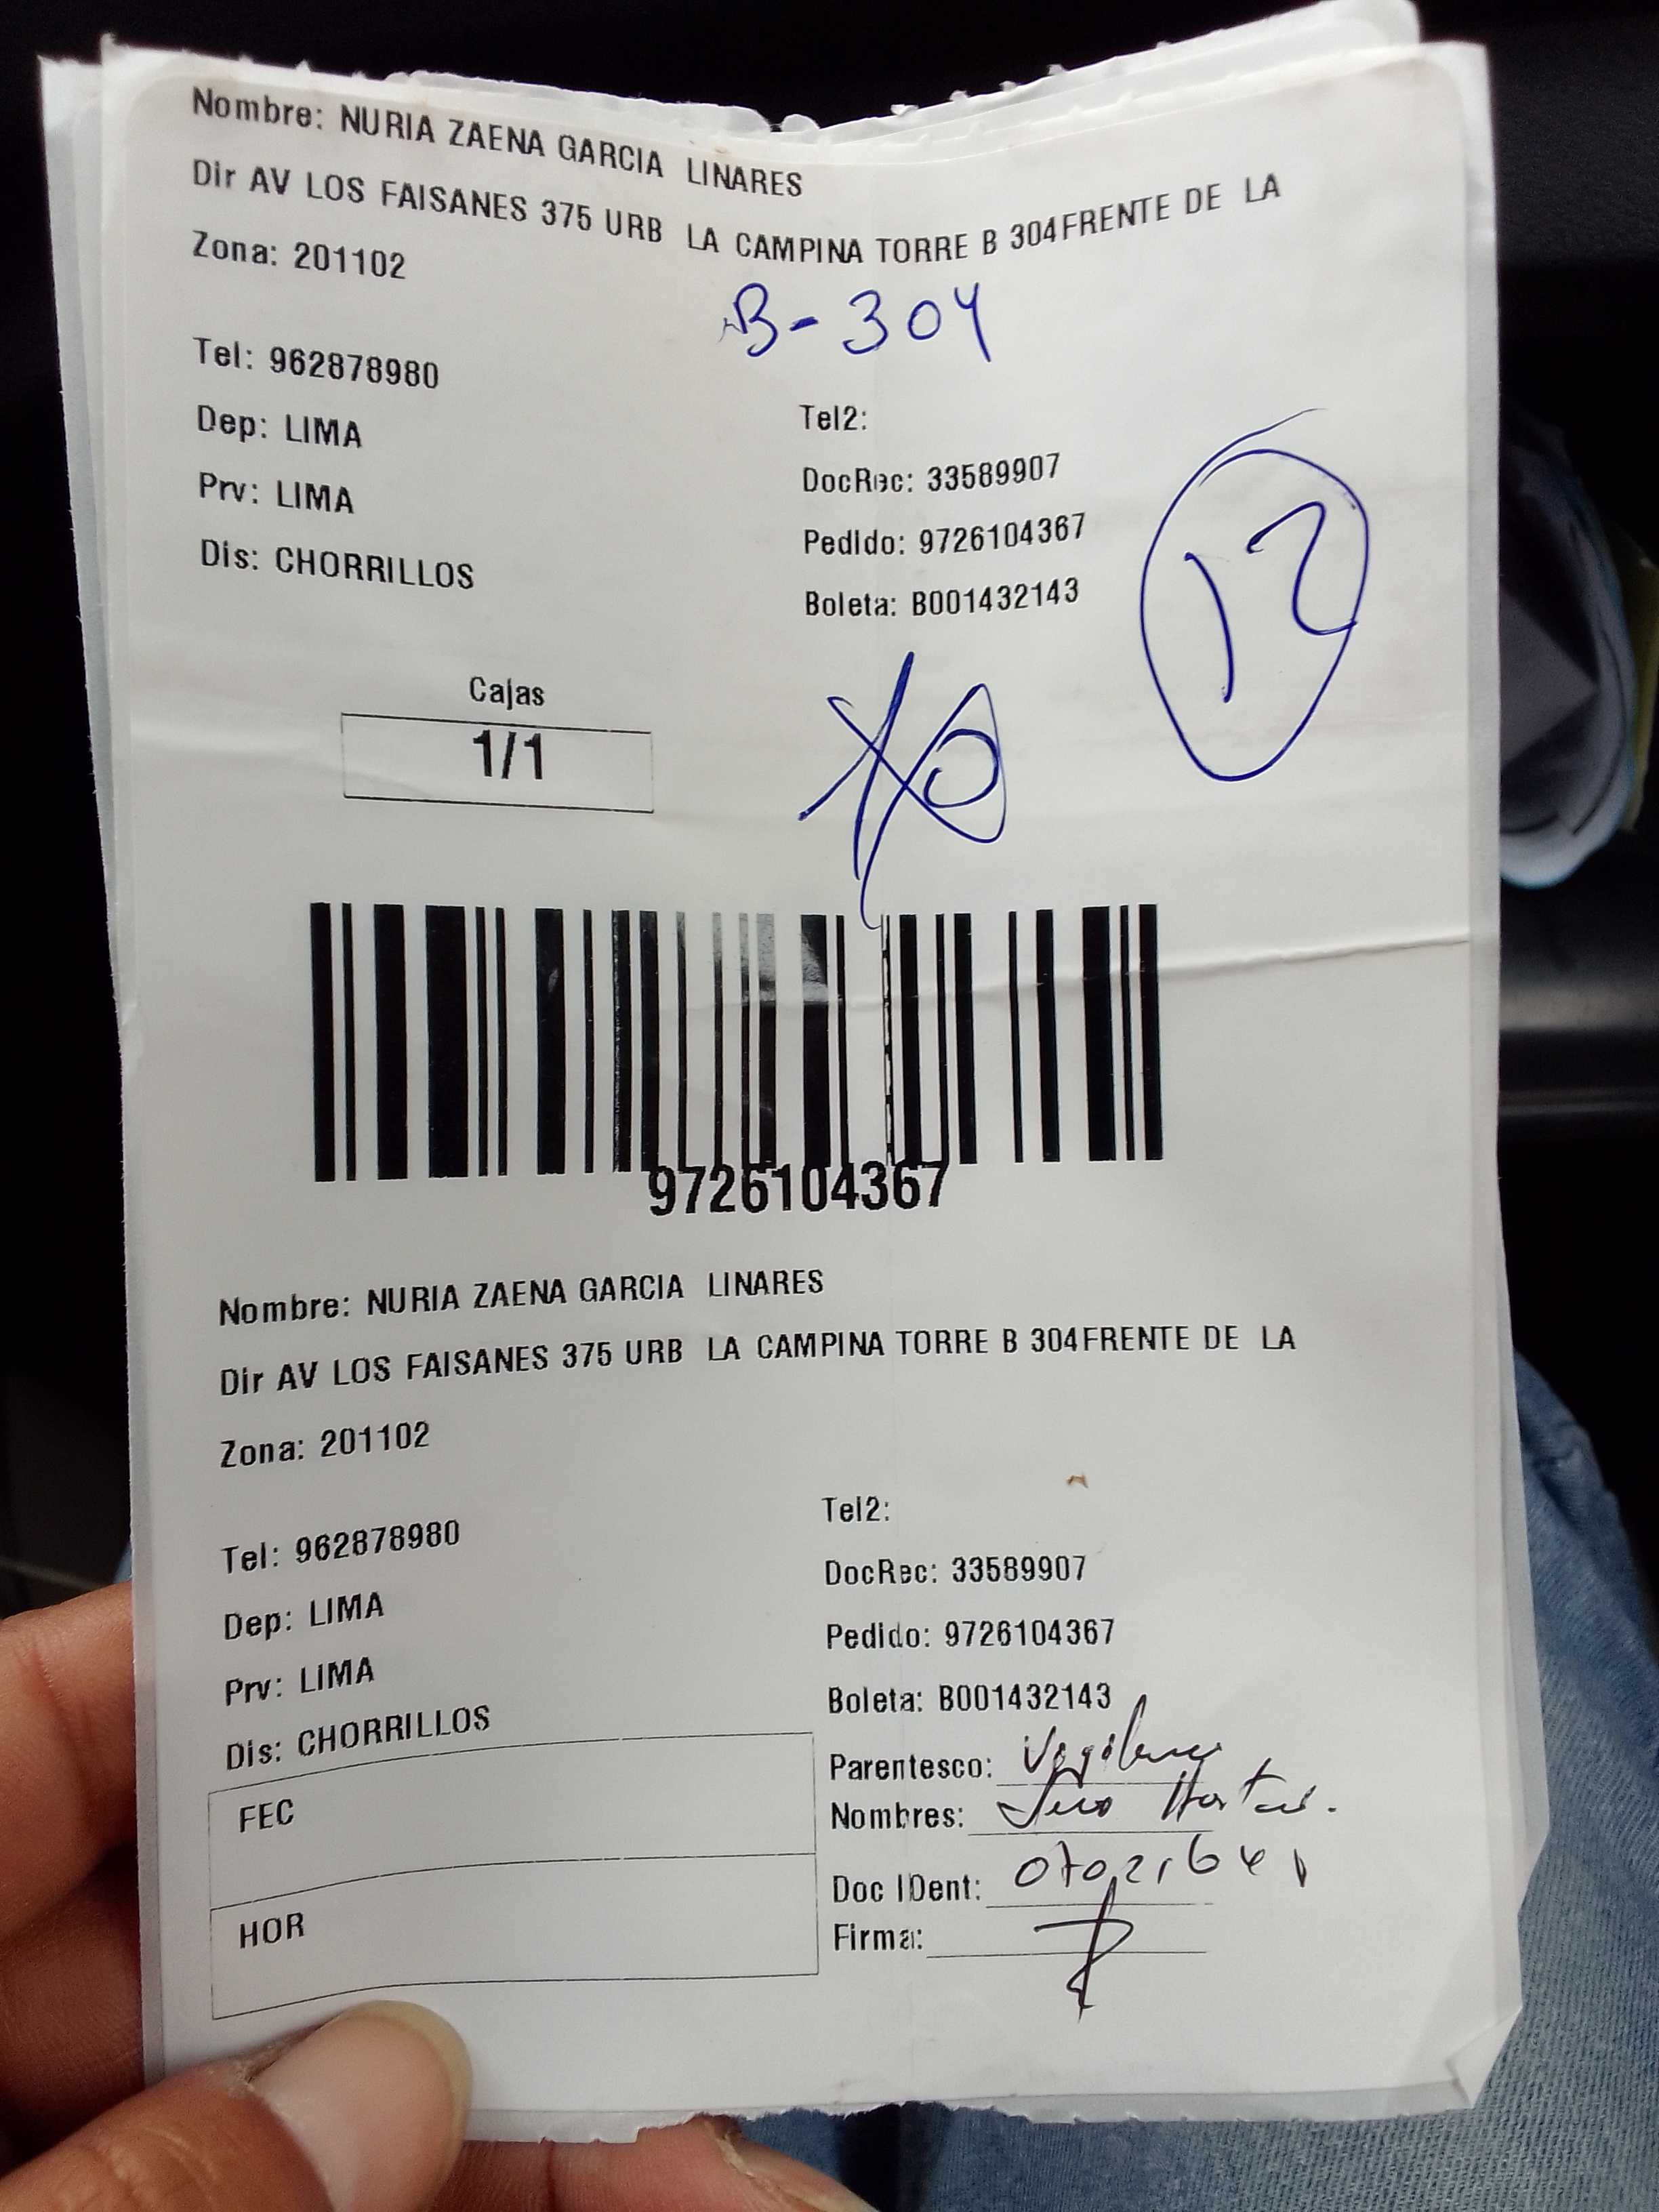 Nombre: NURIA ZAENA GARCIA LINARES
Dir AV LOS FAISANES 375 URB LA CAMPINA TORRE B 304FRENTE DE LA
Zona: 201102
B-304
Tel: 962878980
Tel2:
Dep: LIMA
DocRec: 33589907
Prv: LIMA
Pedido: 9726104367
Dis: CHORRILLOS
Boleta: B001432143
12
Cajas
1/1
9726104367
Nombre: NURIA ZAENA GARCIA LINARES
Dir AV LOS FAISANES 375 URB LA CAMPINA TORRE B 304FRENTE DE LA
Zona: 201102
Tel: 962878980
Tel2:
Dep: LIMA
DocRec: 33589907
Prv: LIMA
Pedido: 9726104367
Dis: CHORRILLOS
Boleta: B001432143
Parentesco:
FEC
Nombres:
Doc IDent:
HOR
Firma: